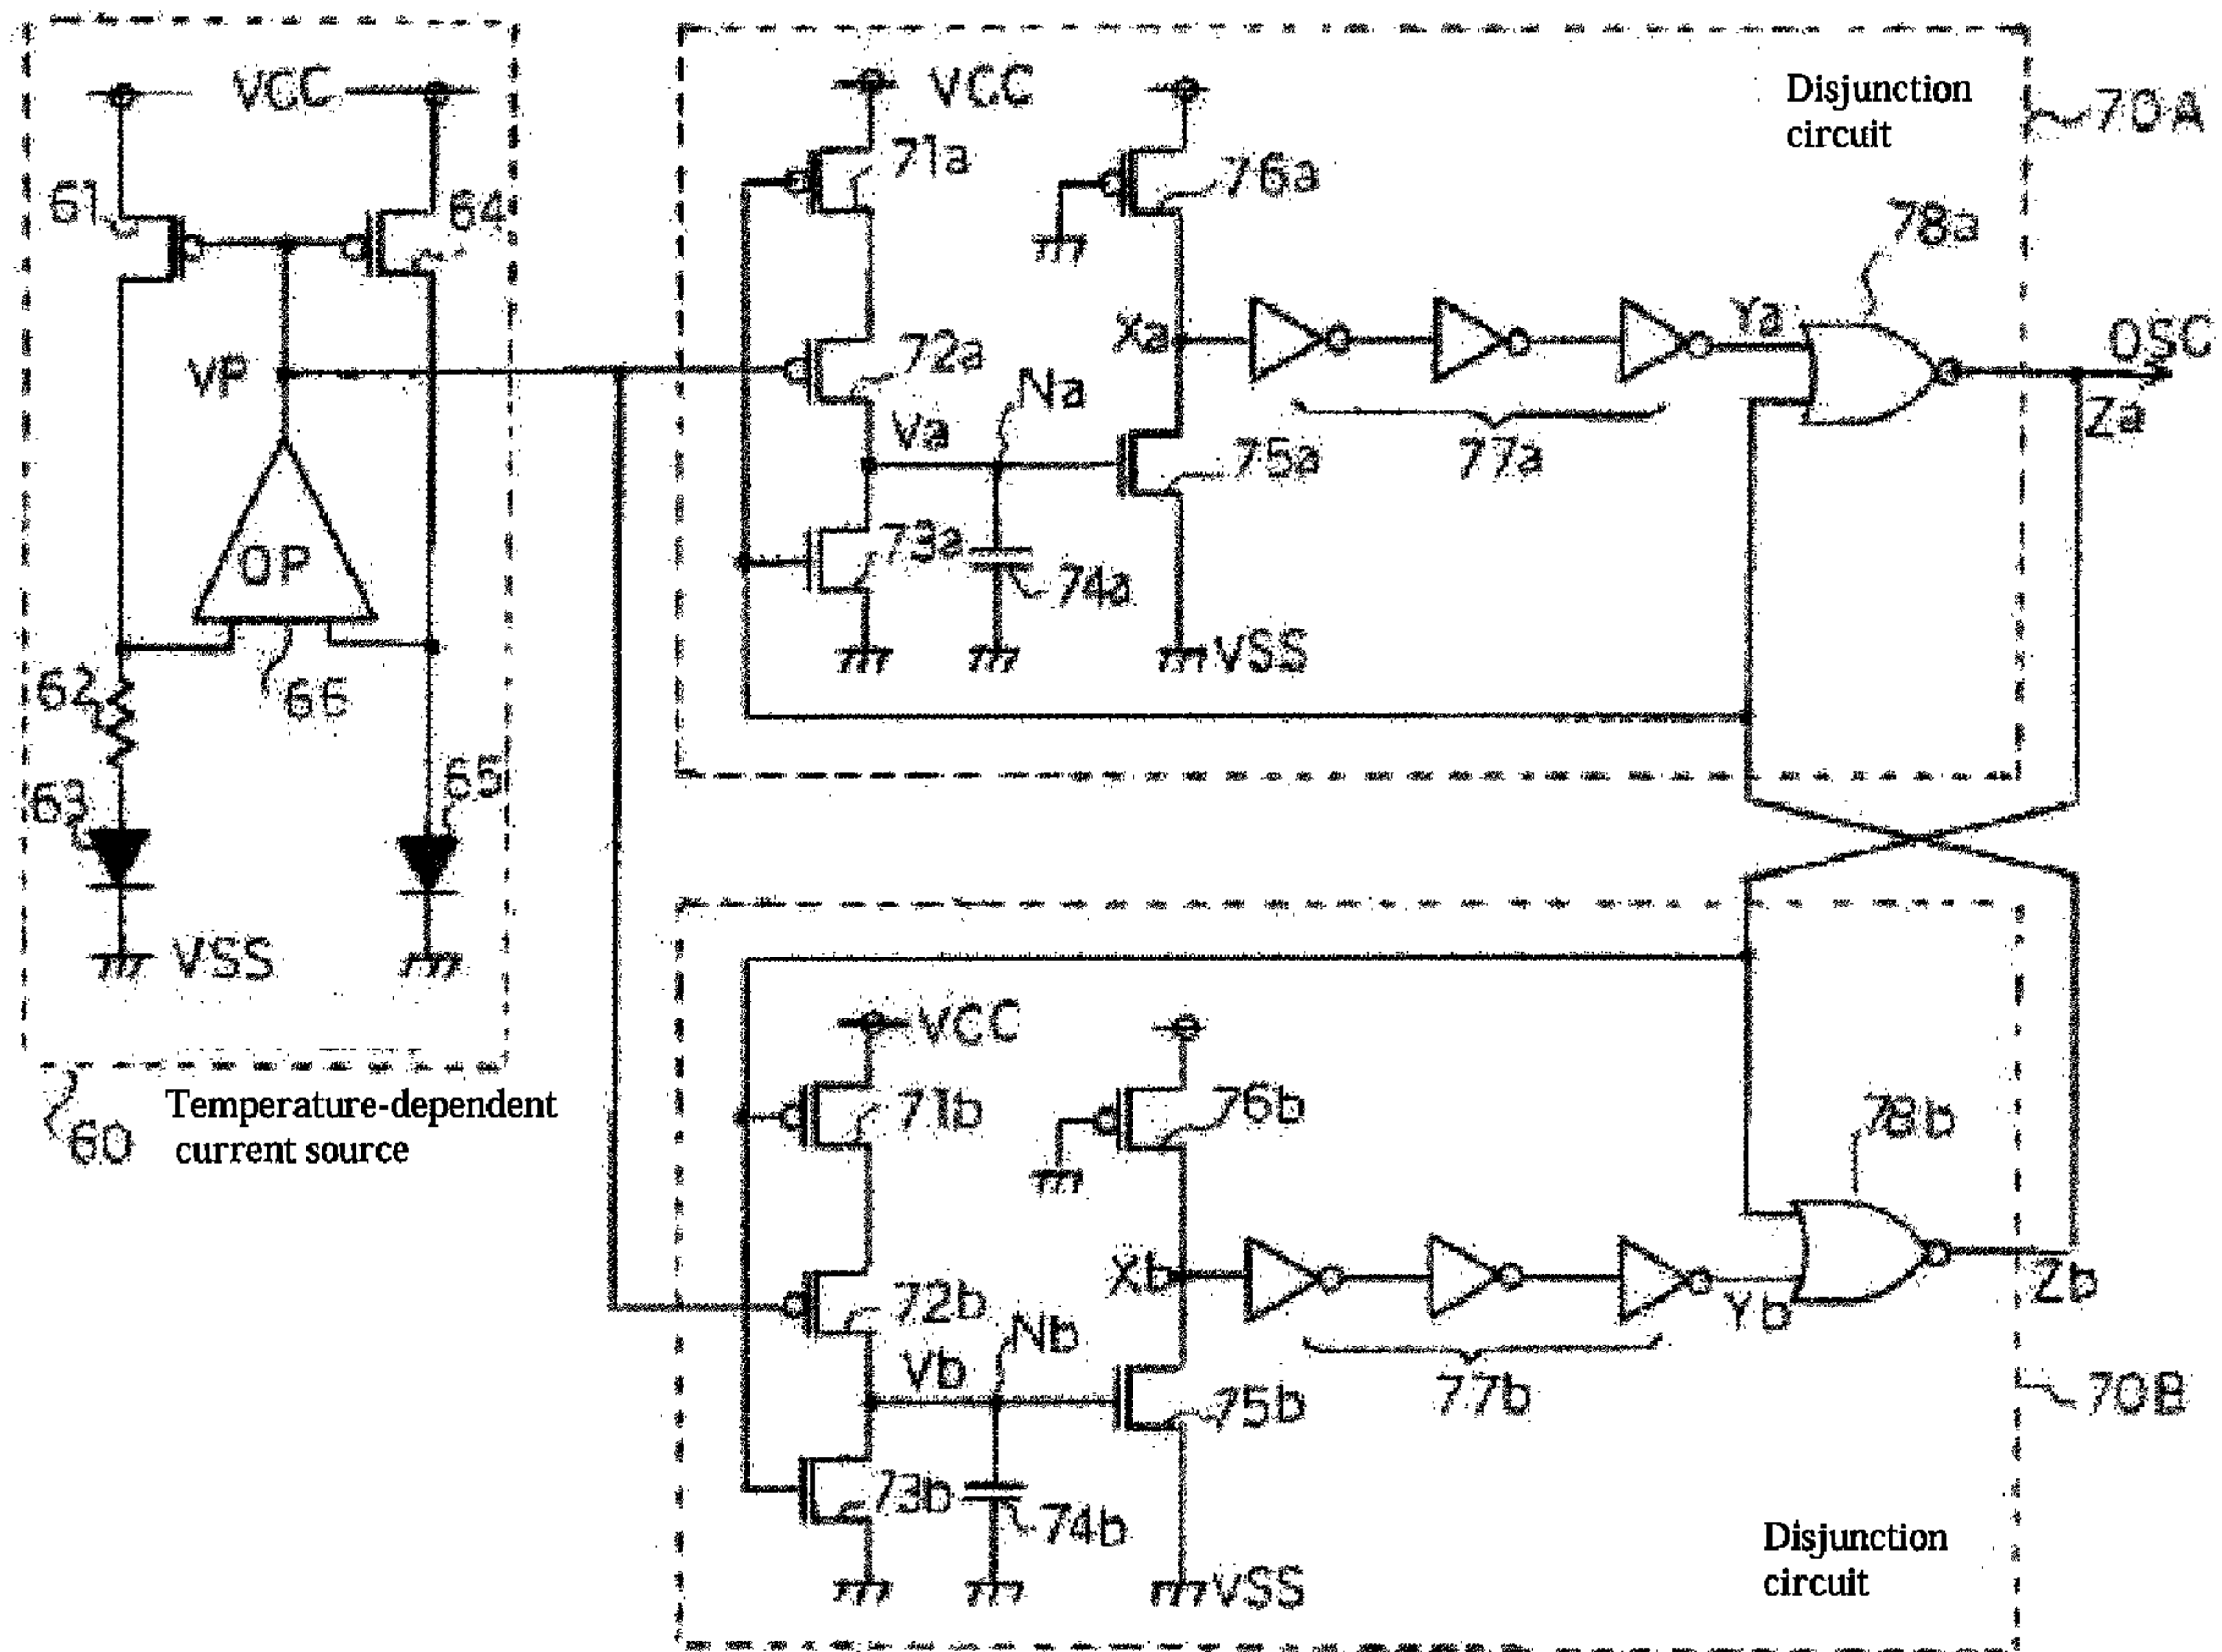 VCC
61
64
VP
OP
66
62
63
65
VSS
60
Temperature-dependent
current source
Disjunction
circuit
70A
VCC
71a
76a
78a
72a
Xa
Ya
OSC
Za
Na
Va
75a
77a
73a
74a
VSS
VCC
71b
76b
78b
72b
Xb
Yb
Zb
Nb
Vb
75b
77b
70B
73b
74b
VSS
Disjunction
circuit